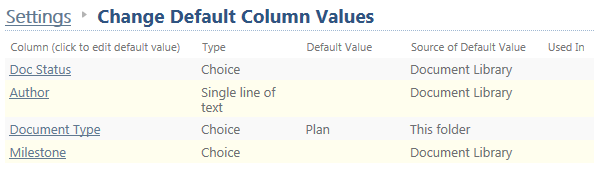 Settings ▸ Change Default Column Values
Column (click to edit default value) Type Default Value Source of Default Value Used In
Doc Status Choice Document Library
Author Single line of Document Library
text
Document Type Choice Plan This folder
Milestone Choice Document Library